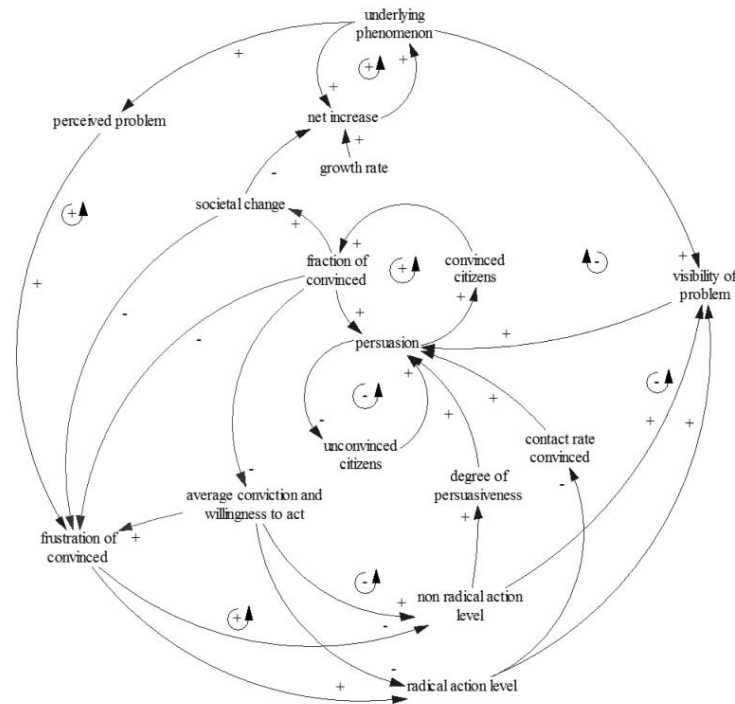 underlying
phenomenon
+
+
+
+
net increase
perceived problem
+
growth rate
-
societal change
+
+
+
fraction of
convinced
convinced
citizens
+
-
+
visibility of
problem
+
+
+
-
-
+
persuasion
-
+
-
+
+
+
+
-
unconvinced
citizens
contact rate
convinced
degree of
persuasiveness
-
-
average conviction and
willingness to act
+
frustration of
convinced
+
-
+
non radical action
level
+
-
-
+
radical action level